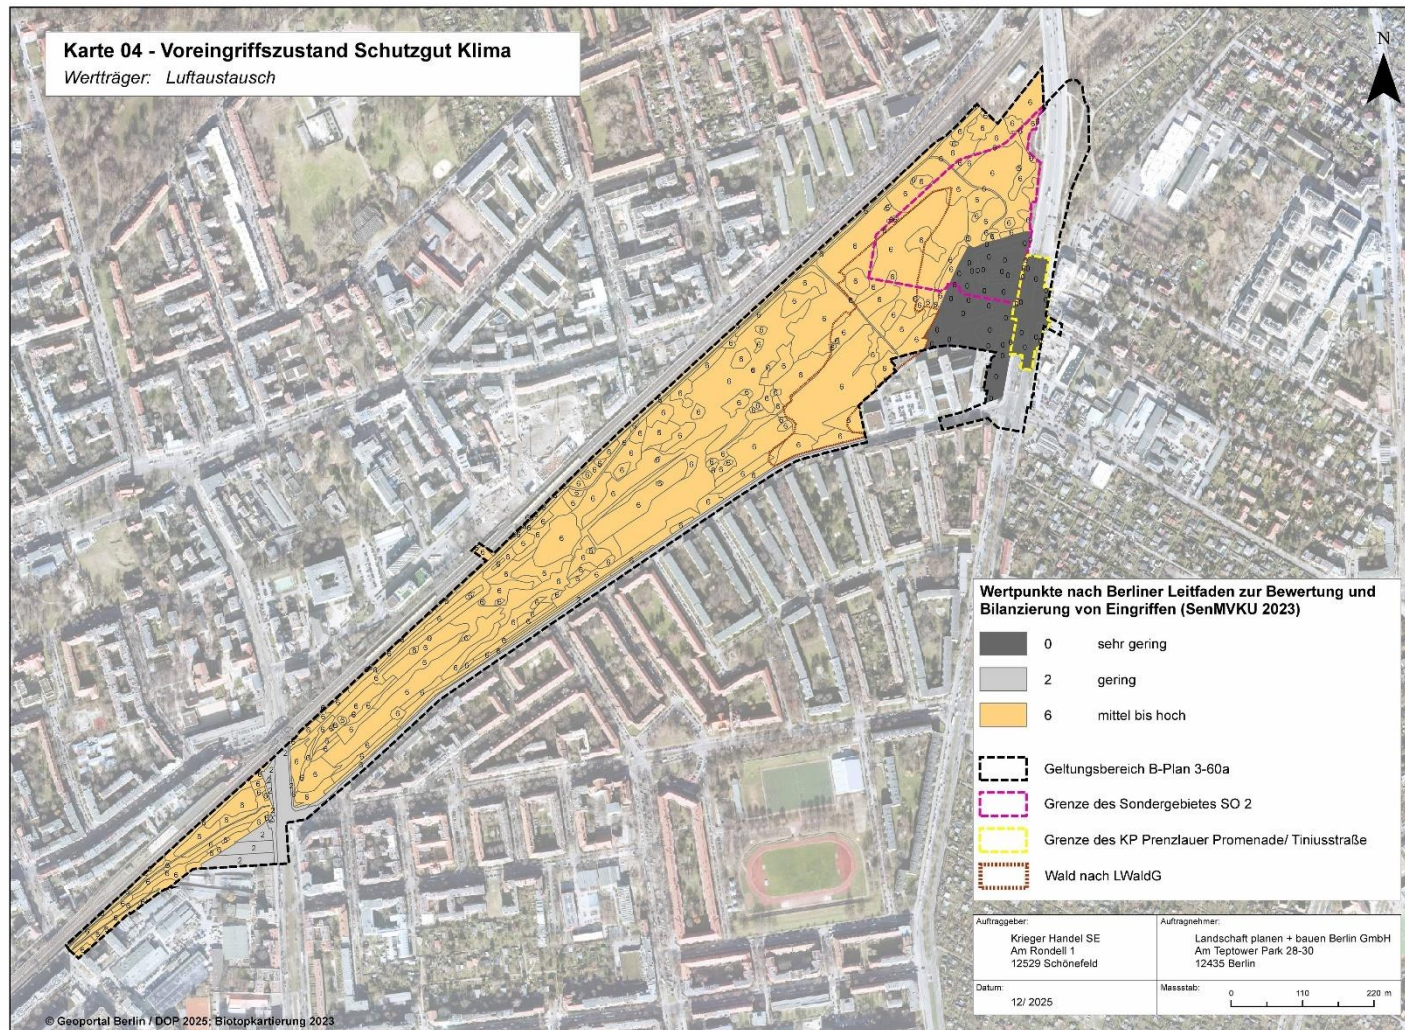 Karte 04 - Voreingriffszustand Schutzgut Klima
Wertträger: Luftaustausch
N
Wertpunkte nach Berliner Leitfaden zur Bewertung und
Bilanzierung von Eingriffen (SenMVKU 2023)
0 sehr gering
2 gering
6 mittel bis hoch
Geltungsbereich B-Plan 3-60a
Grenze des Sondergebietes SO 2
Grenze des KP Prenzlauer Promenade/ Tiniusstraße
Wald nach LWaldG
Auftraggeber:
Krieger Handel SE
Am Rondell 1
12529 Schönefeld
Auftragnehmer:
Landschaft planen + bauen Berlin GmbH
Am Teptower Park 28-30
12435 Berlin
Datum:
12/ 2025
Massstab:
0 110 220 m
© Geoportal Berlin / DOP 2025; Biotopkartierung 2023